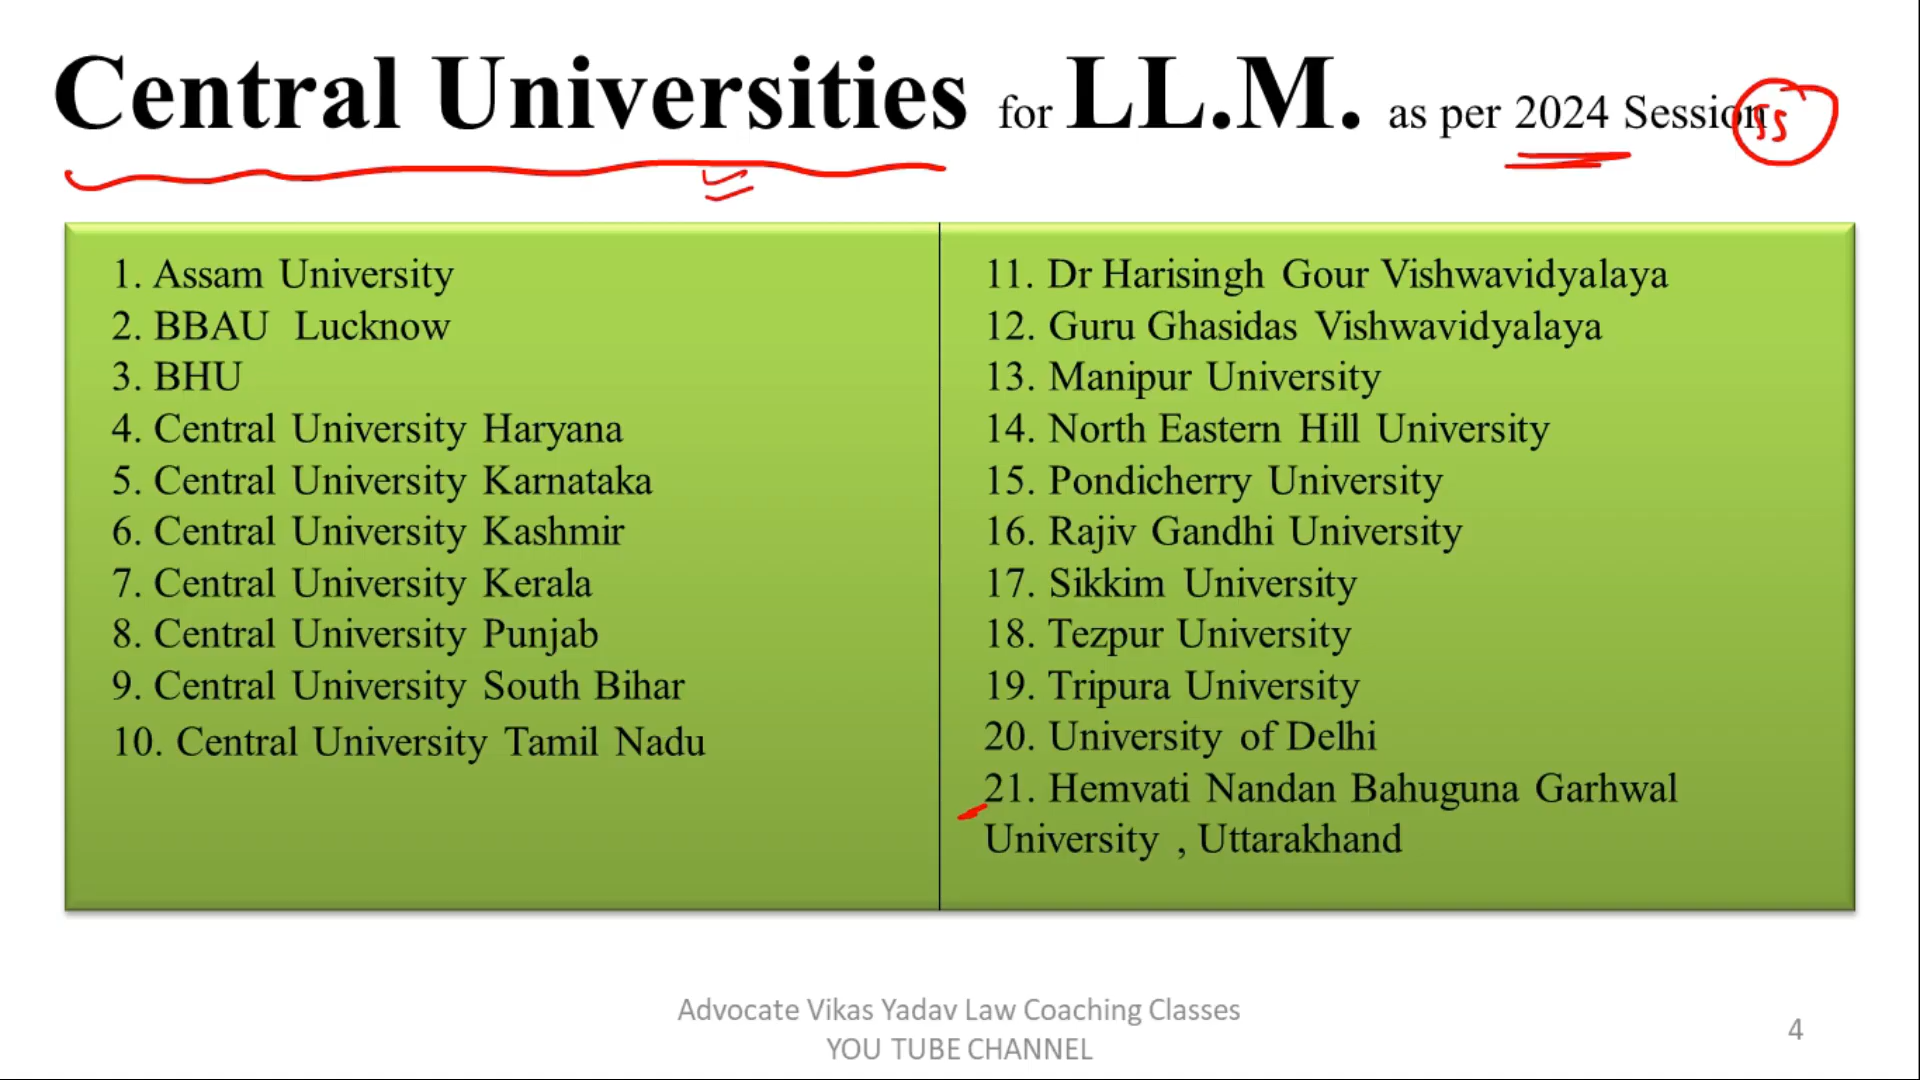 Central Universities for LL.M. as per 2024 Session
1. Assam University
2. BBAU Lucknow
3. BHU
4. Central University Haryana
5. Central University Karnataka
6. Central University Kashmir
7. Central University Kerala
8. Central University Punjab
9. Central University South Bihar
10. Central University Tamil Nadu
11. Dr Harisingh Gour Vishwavidyalaya
12. Guru Ghasidas Vishwavidyalaya
13. Manipur University
14. North Eastern Hill University
15. Pondicherry University
16. Rajiv Gandhi University
17. Sikkim University
18. Tezpur University
19. Tripura University
20. University of Delhi
21. Hemvati Nandan Bahuguna Garhwal
University , Uttarakhand
Advocate Vikas Yadav Law Coaching Classes
YOU TUBE CHANNEL
4